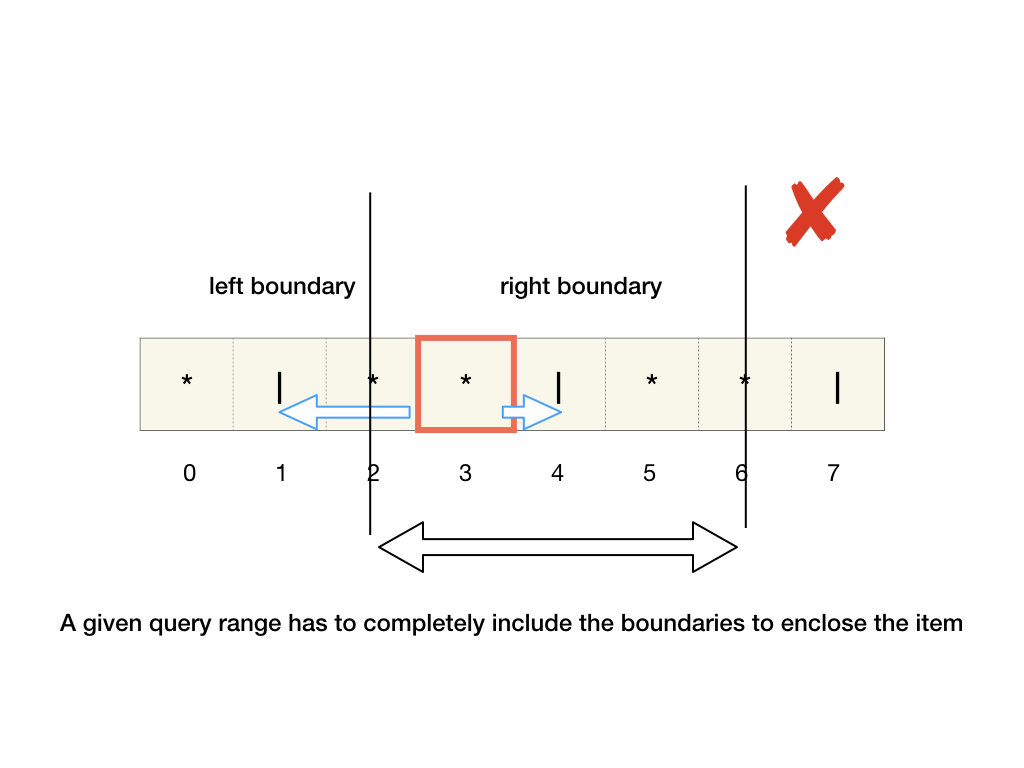 left boundary right boundary
* | * * | * * |
0 1 2 3 4 5 6 7
A given query range has to completely include the boundaries to enclose the item